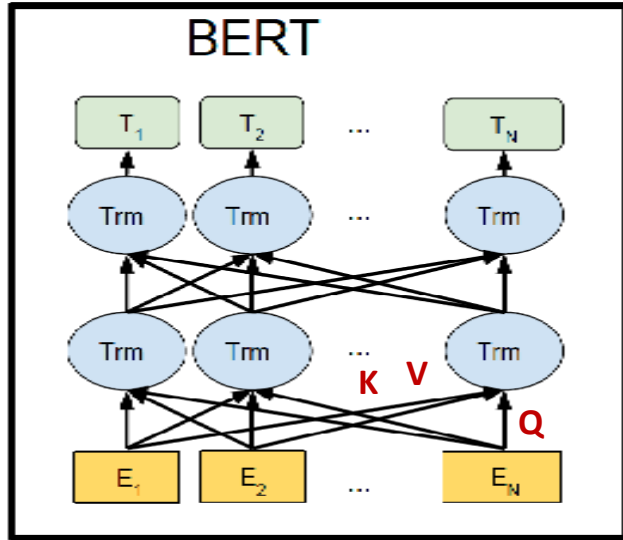 BERT
T1 T2 ... TN
Trm Trm ... Trm
Trm Trm ... Trm
K V
Q
E1 E2 ... EN